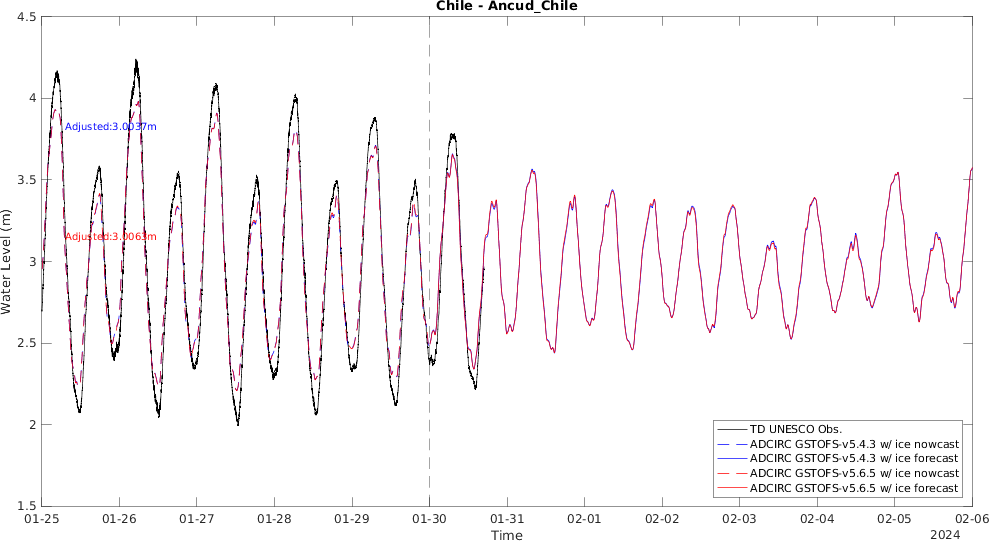 Chile - Ancud_Chile
4.5
4
3.5
3
2.5
2
1.5
Water Level (m)
Adjusted:3.0037m
Adjusted:3.0063m
TD UNESCO Obs.
ADCIRC GSTOFS-v5.4.3 w/ ice nowcast
ADCIRC GSTOFS-v5.4.3 w/ ice forecast
ADCIRC GSTOFS-v5.6.5 w/ ice nowcast
ADCIRC GSTOFS-v5.6.5 w/ ice forecast
01-25 01-26 01-27 01-28 01-29 01-30 01-31 02-01 02-02 02-03 02-04 02-05 02-06
Time
2024